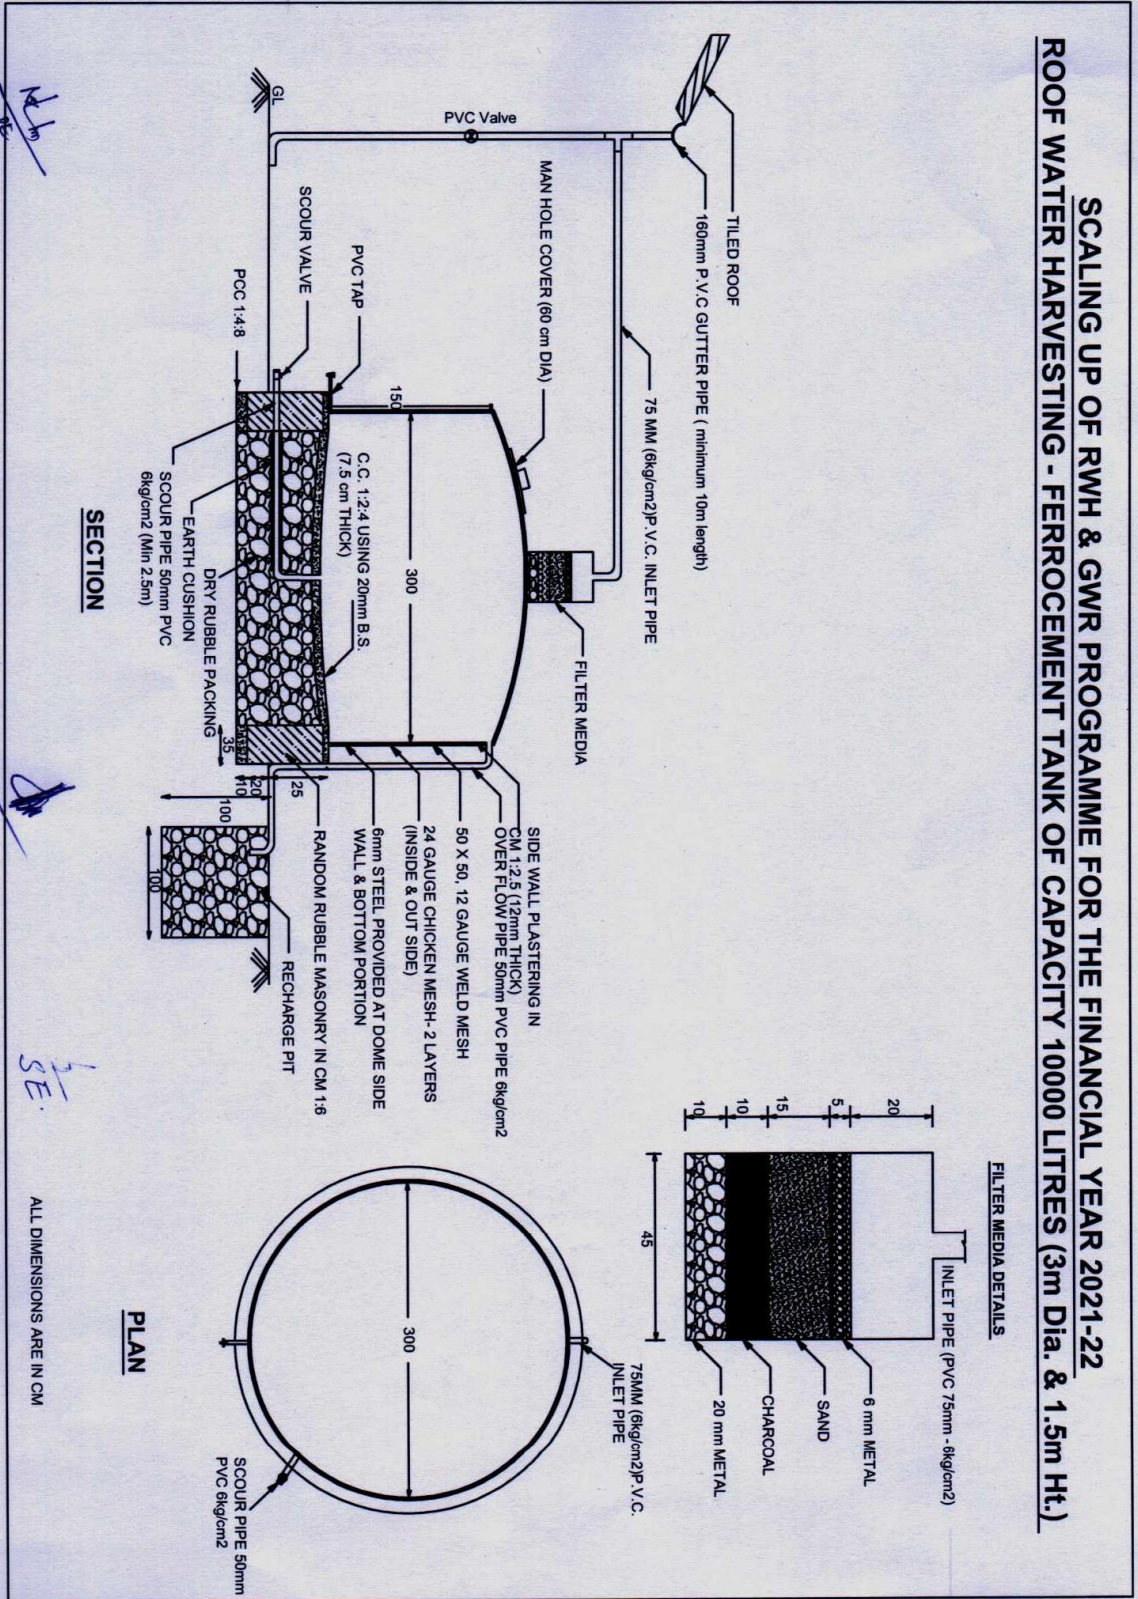 SCALING UP OF RWH & GWR PROGRAMME FOR THE FINANCIAL YEAR 2021-22
ROOF WATER HARVESTING - FERROCEMENT TANK OF CAPACITY 10000 LITRES (3m Dia. & 1.5m Ht.)
TILED ROOF
160mm P.V.C GUTTER PIPE ( minimum 10m length)
75 MM (6kg/cm2)P.V.C. INLET PIPE
PVC Valve
MAN HOLE COVER (60 cm DIA)
FILTER MEDIA
GL
SCOUR VALVE
PVC TAP
PCC 1:4:8
150
300
C.C. 1:2:4 USING 20mm B.S.
(7.5 cm THICK)
DRY RUBBLE PACKING
EARTH CUSHION
SCOUR PIPE 50mm PVC
6kg/cm2 (Min 2.5m)
35
25
20
10
100
100
SIDE WALL PLASTERING IN
CM 1:2.5 (12mm THICK)
OVER FLOW PIPE 50mm PVC PIPE 6kg/cm2
50 X 50, 12 GAUGE WELD MESH
24 GAUGE CHICKEN MESH- 2 LAYERS
(INSIDE & OUT SIDE)
6mm STEEL PROVIDED AT DOME SIDE
WALL & BOTTOM PORTION
RANDOM RUBBLE MASONRY IN CM 1:6
RECHARGE PIT
SECTION
FILTER MEDIA DETAILS
INLET PIPE (PVC 75mm - 6kg/cm2)
20
5
15
10
10
45
6 mm METAL
SAND
CHARCOAL
20 mm METAL
300
75MM (6kg/cm2)P.V.C.
INLET PIPE
SCOUR PIPE 50mm
PVC 6kg/cm2
PLAN
ALL DIMENSIONS ARE IN CM
SE.